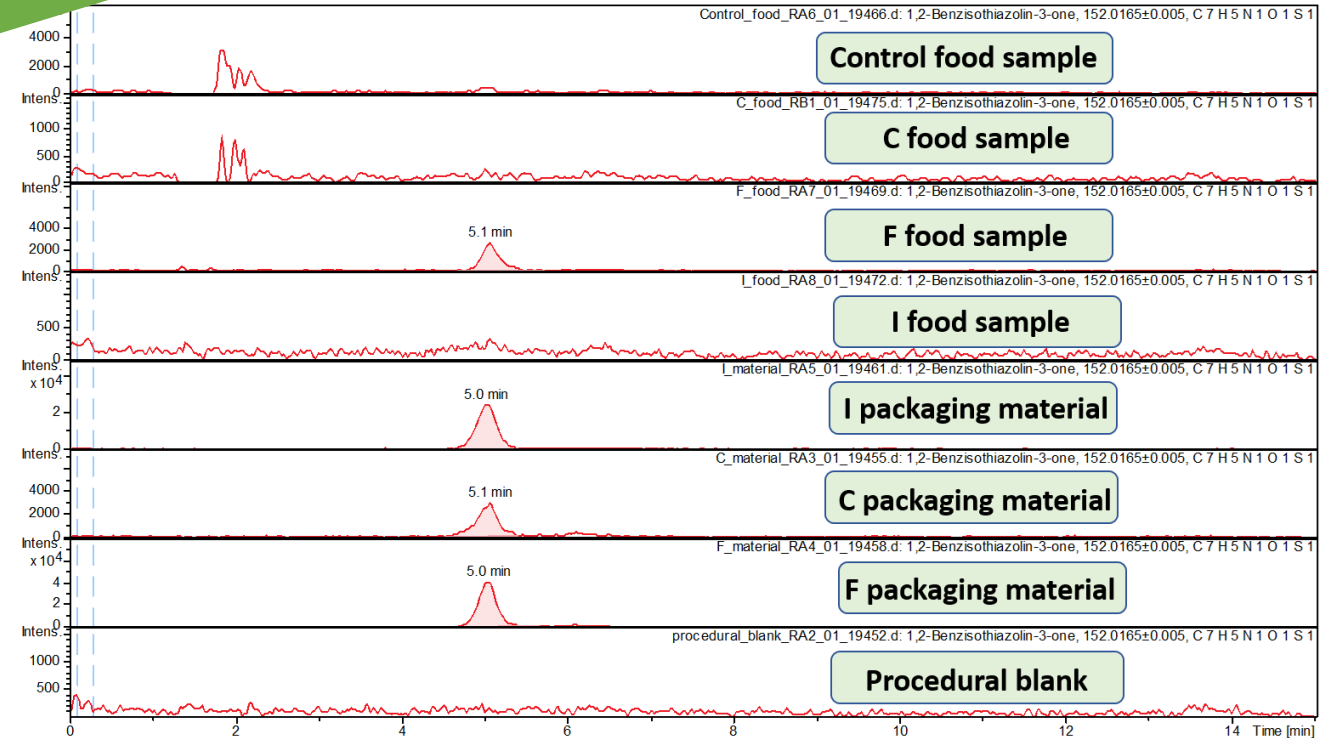 Control_food_RA6_01_19466.d: 1,2-Benzisothiazolin-3-one, 152.0165±0.005, C 7 H 5 N 1 O 1 S 1
4000
2000
0
Control food sample
Intens.
C_food_RB1_01_19475.d: 1,2-Benzisothiazolin-3-one, 152.0165±0.005, C 7 H 5 N 1 O 1 S 1
1000
500
0
C food sample
Intens.
F_food_RA7_01_19469.d: 1,2-Benzisothiazolin-3-one, 152.0165±0.005, C 7 H 5 N 1 O 1 S 1
4000
2000
0
5.1 min
F food sample
Intens.
I_food_RA8_01_19472.d: 1,2-Benzisothiazolin-3-one, 152.0165±0.005, C 7 H 5 N 1 O 1 S 1
500
0
I food sample
Intens.
I_material_RA5_01_19461.d: 1,2-Benzisothiazolin-3-one, 152.0165±0.005, C 7 H 5 N 1 O 1 S 1
x10⁴
2
0
5.0 min
I packaging material
Intens.
C_material_RA3_01_19455.d: 1,2-Benzisothiazolin-3-one, 152.0165±0.005, C 7 H 5 N 1 O 1 S 1
4000
2000
0
5.1 min
C packaging material
Intens.
F_material_RA4_01_19458.d: 1,2-Benzisothiazolin-3-one, 152.0165±0.005, C 7 H 5 N 1 O 1 S 1
x10⁴
4
2
0
5.0 min
F packaging material
Intens.
procedural_blank_RA2_01_19452.d: 1,2-Benzisothiazolin-3-one, 152.0165±0.005, C 7 H 5 N 1 O 1 S 1
1000
500
Procedural blank
0 2 4 6 8 10 12 14 Time [min]